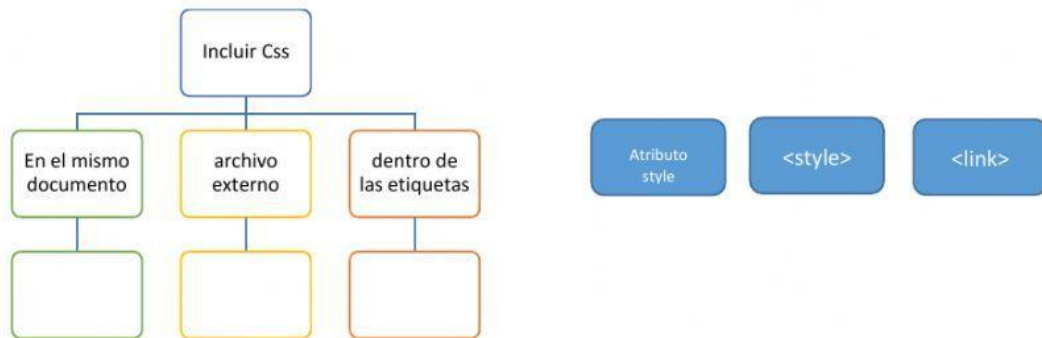 Incluir Css
En el mismo
documento
archivo
externo
dentro de
las etiquetas
Atributo
style
<style>
<link>